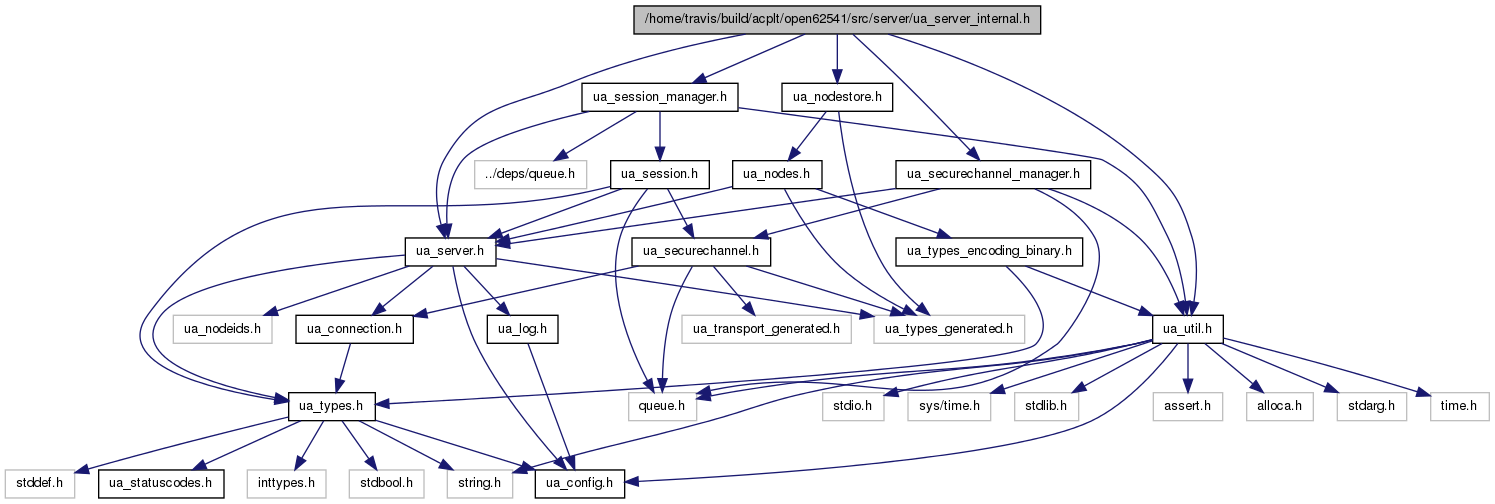 /home/travis/build/acplt/open62541/src/server/ua_server_internal.h
ua_session_manager.h
ua_nodestore.h
../deps/queue.h
ua_session.h
ua_nodes.h
ua_securechannel_manager.h
ua_server.h
ua_securechannel.h
ua_types_encoding_binary.h
ua_nodeids.h
ua_connection.h
ua_log.h
ua_transport_generated.h
ua_types_generated.h
ua_util.h
ua_types.h
queue.h
stdio.h
sys/time.h
stdlib.h
assert.h
alloca.h
stdarg.h
time.h
stddef.h
ua_statuscodes.h
inttypes.h
stdbool.h
string.h
ua_config.h